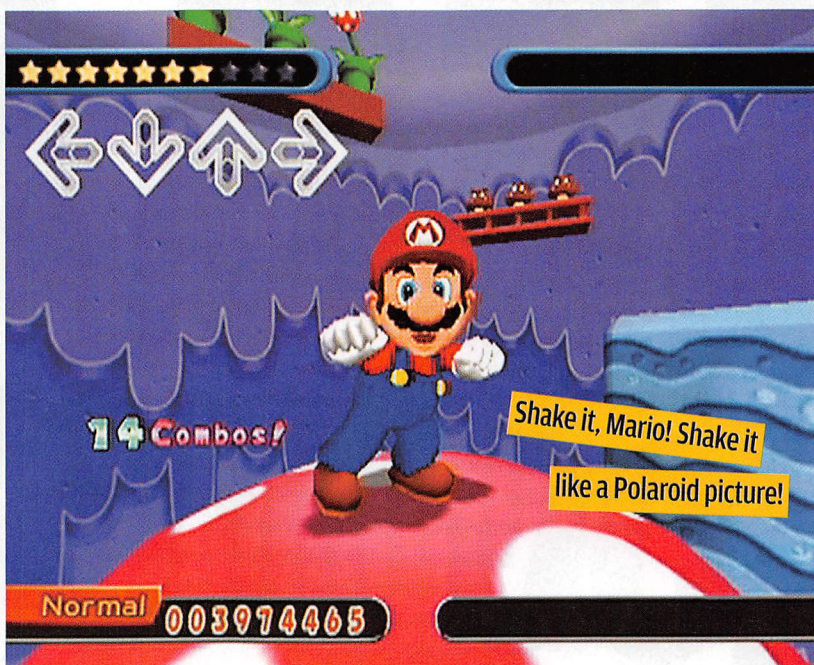 M
14 Combos!
Shake it, Mario! Shake it
like a Polaroid picture!
Normal
003974465